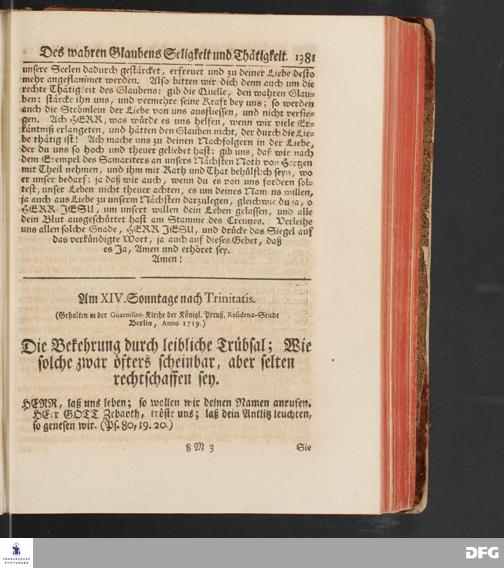 Des wahren Glaubens Seligkeit und Thätigkeit. 1381
unsere Seelen dadurch gestärcket, erfreuet und zu deiner Liebe desto
mehr angeflammet werden. Also bitten wir dich denn auch um die
rechte Thätigkeit des Glaubens: gib die Quelle, den wahren Glau-
ben: stärcke ihn uns, und vermehre seine Kraft bey uns; so werden
auch die Strömlein der Liebe von uns ausfliessen, und nicht versie-
gen. Ach HERR, was würde es uns helfen, wenn wir viele Er-
käntniß erlangeten, und hätten den Glauben nicht, der durch die Lie-
be thätig ist! Ach mache uns zu deinen Nachfolgern in der Liebe,
der du uns so hoch und theuer geliebet hast: gib uns, daß wir nach
dem Exempel des Samariters an unsers Nächsten Noth von Hertzen
mit Theil nehmen, und ihm mit Rath und That behülflich seyn, wo
er unser bedarf: ja daß wir auch, wenn du es von uns fordern sol-
test, unser Leben nicht theuer achten, es um deines Namens willen,
ja auch aus Liebe zu unserm Nächsten darzulegen, gleichwie du ja, o
HERR JESU, um unsert willen dein Leben gelassen, und alle
dein Blut ausgeschüttet hast am Stamme des Creutzes. Verleihe
uns allen solche Gnade, HERR JESU, und drücke das Siegel auf
das verkündigte Wort, ja auch auf dieses Gebet, daß
es Ja, Amen und erhöret sey.
Amen!
Am XIV. Sonntage nach Trinitatis.
(Gehalten in der Guarnison-Kirche der Königl. Preuß. Residenz-Stadt
Berlin, Anno 1719.)
Die Bekehrung durch leibliche Trübsal; Wie
solche zwar öfters scheinbar, aber selten
rechtschaffen sey.
HERR, laß uns leben; so wollen wir deinen Namen anrufen.
HErr GOTT Zebaoth, tröste uns; laß dein Antlitz leuchten,
so genesen wir. (Ps. 80, 19. 20.)
8 M 3 Sie
FRANCKESCHE
STIFTUNGEN
DFG